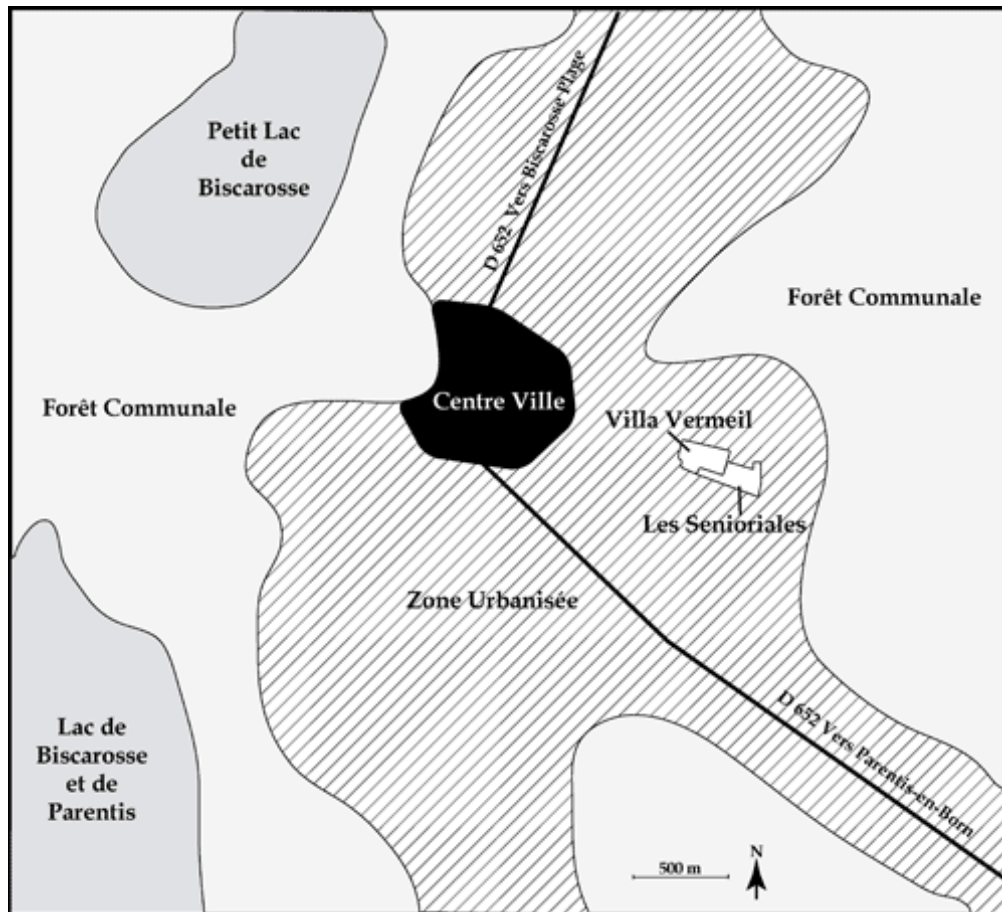 Petit Lac
de
Biscarosse
D 652 Vers Biscarosse Plage
Forêt Communale
Forêt Communale
Centre Ville
Villa Vermeil
Les Senioriales
Zone Urbanisée
Lac de
Biscarosse
et de
Parentis
D 652 Vers Parentis-en-Born
500 m
N